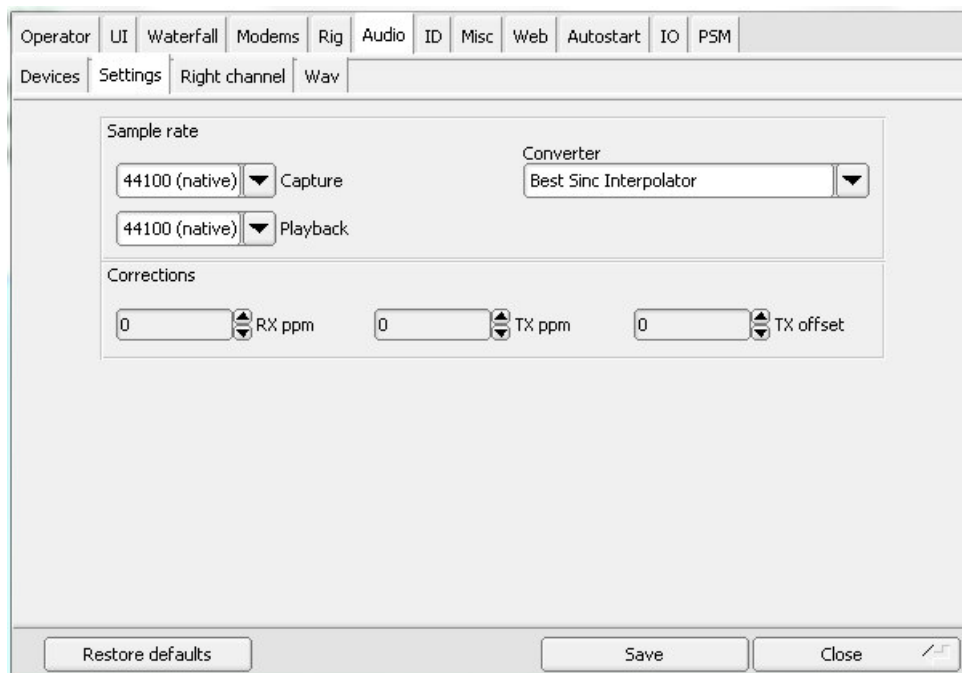 Operator UI Waterfall Modems Rig Audio ID Misc Web Autostart IO PSM
Devices Settings Right channel Wav
Sample rate
Converter
44100 (native) Capture Best Sinc Interpolator
44100 (native) Playback
Corrections
0 RX ppm 0 TX ppm 0 TX offset
Restore defaults Save Close